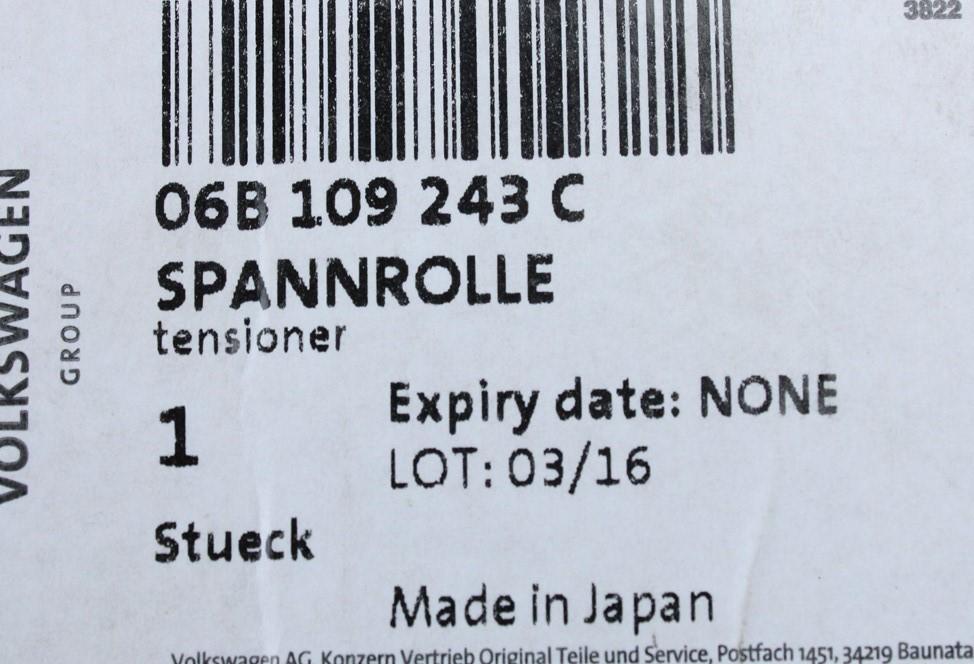 3822
06B 109 243 C
SPANNROLLE
tensioner
1
Expiry date: NONE
LOT: 03/16
Stueck
Made in Japan
Volkswagen AG, Konzern Vertrieb Original Teile und Service, Postfach 1451, 34219 Baunata
VOLKSWAGEN
GROUP